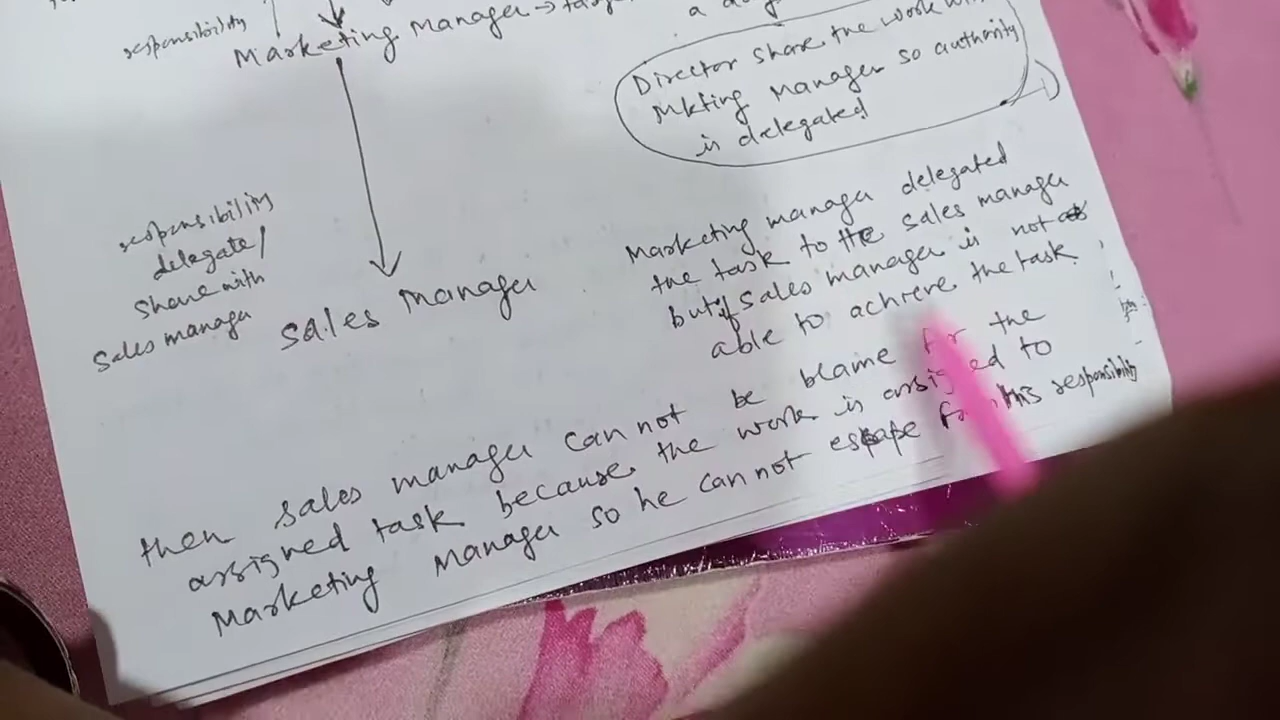 responsibility
Marketing Manager →
a
Director share the work
Mkting Manager so authority
is delegated
responsibility
delegate/
share with
sales manager
Sales Manager
Marketing manager delegated
the task to the sales manager
but if sales manager is not
able to achieve the task
then sales manager can not be blame for the
assigned task because the work is assigned to
Marketing Manager so he can not escape this responsibility